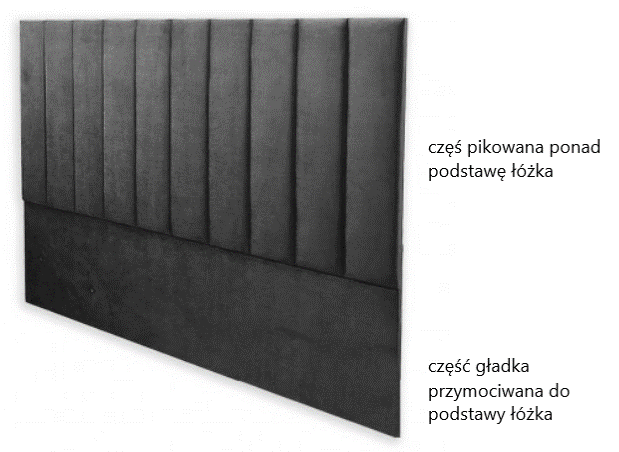 częś pikowana ponad
podstawę łóżka
część gładka
przymociwana do
podstawy łóżka